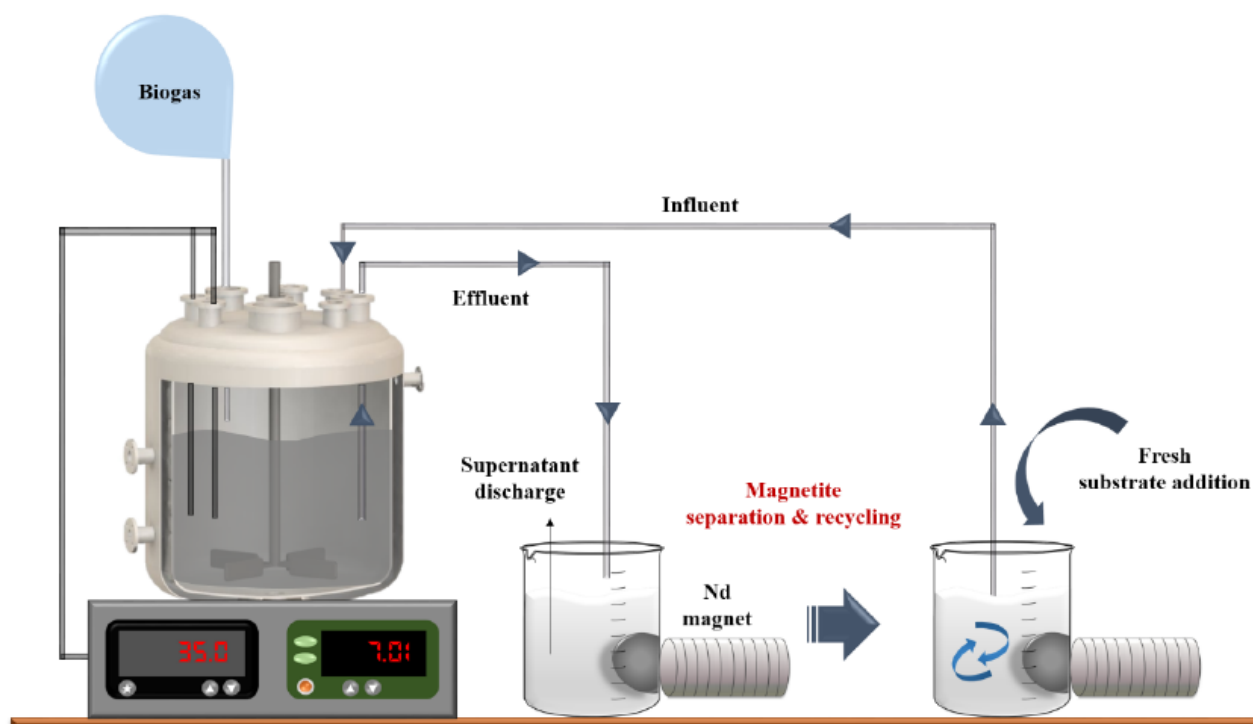 Biogas
Influent
Effluent
Supernatant
discharge
Magnetite
separation & recycling
Fresh
substrate addition
Nd
magnet
35.0
7.01